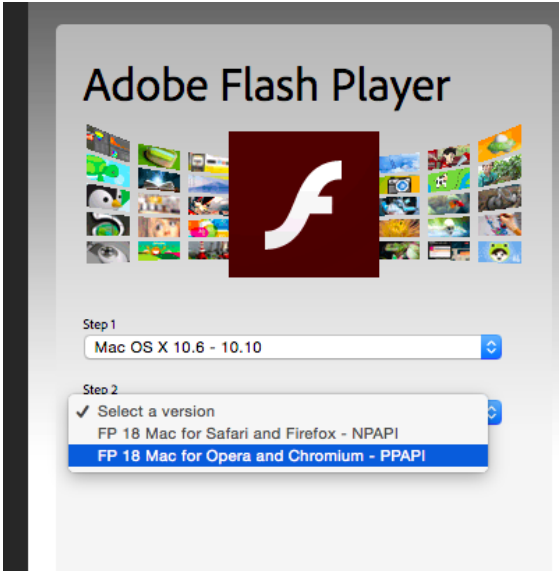 Adobe Flash Player
Step 1
Mac OS X 10.6 - 10.10
Step 2
✓ Select a version
FP 18 Mac for Safari and Firefox - NPAPI
FP 18 Mac for Opera and Chromium - PPAPI